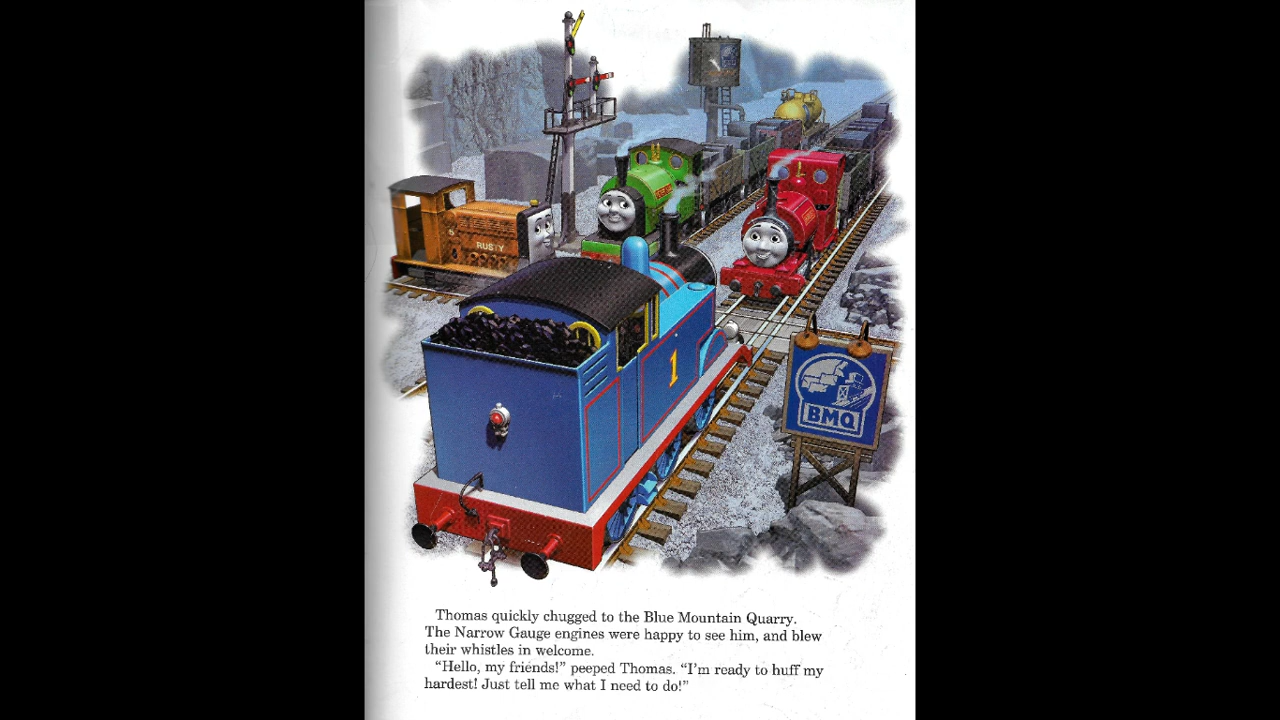 RUSTY
1
BMQ
Thomas quickly chugged to the Blue Mountain Quarry.
The Narrow Gauge engines were happy to see him, and blew
their whistles in welcome.
“Hello, my friends!” peeped Thomas. “I’m ready to huff my
hardest! Just tell me what I need to do!”